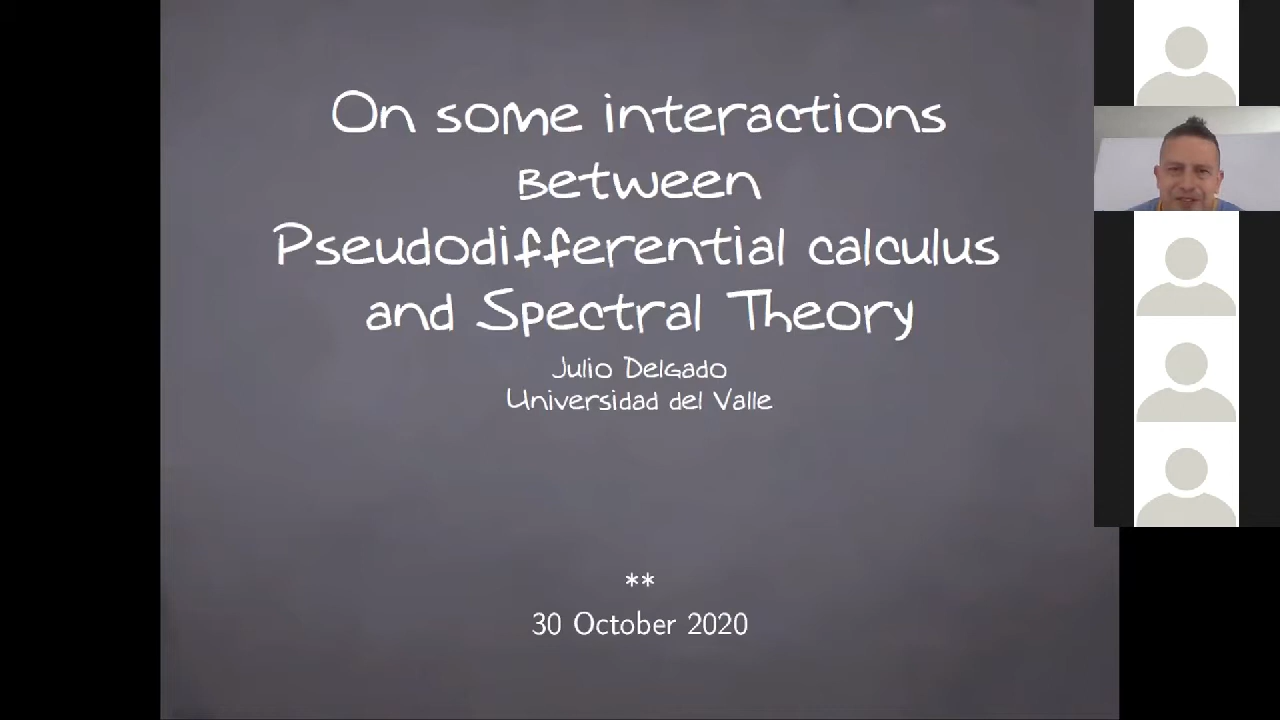 On some interactions
Between
Pseudodifferential calculus
and Spectral Theory
Julio Delgado
Universidad del Valle
**
30 October 2020